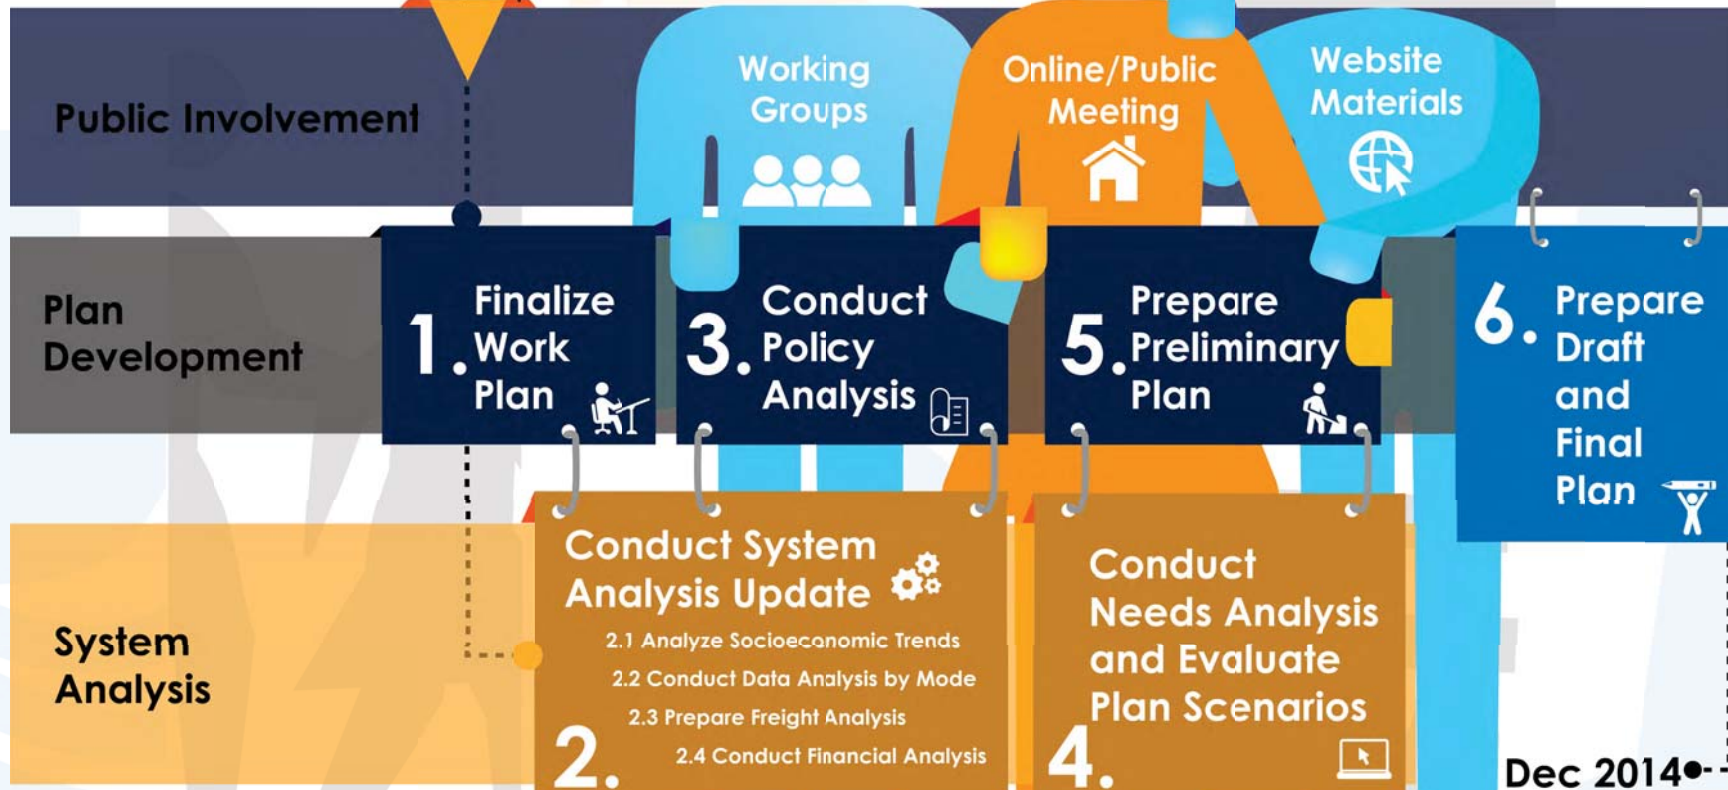 Public Involvement
Working
Groups
Online/Public
Meeting
Website
Materials
Plan
Development
1.
Finalize
Work
Plan
3.
Conduct
Policy
Analysis
5.
Prepare
Preliminary
Plan
6.
Prepare
Draft
and
Final
Plan
System
Analysis
2.
Conduct System
Analysis Update
2.1 Analyze Socioeconomic Trends
2.2 Conduct Data Analysis by Mode
2.3 Prepare Freight Analysis
2.4 Conduct Financial Analysis
4.
Conduct
Needs Analysis
and Evaluate
Plan Scenarios
Dec 2014